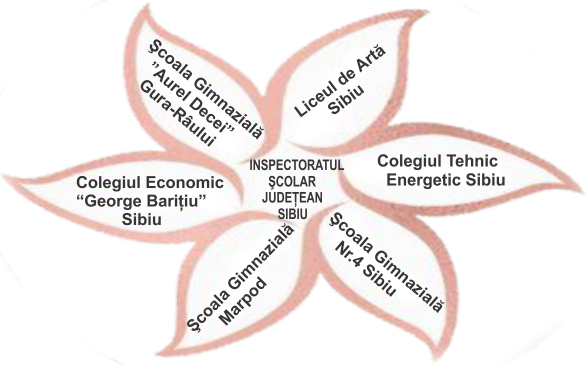 Şcoala Gimnazială
”Aurel Decei”
Gura-Râului
Liceul de Artă
Sibiu
Colegiul Economic
“George Bariţiu”
Sibiu
INSPECTORATUL
ŞCOLAR
JUDEŢEAN
SIBIU
Colegiul Tehnic
Energetic Sibiu
Şcoala Gimnazială
Marpod
Şcoala Gimnazială
Nr.4 Sibiu